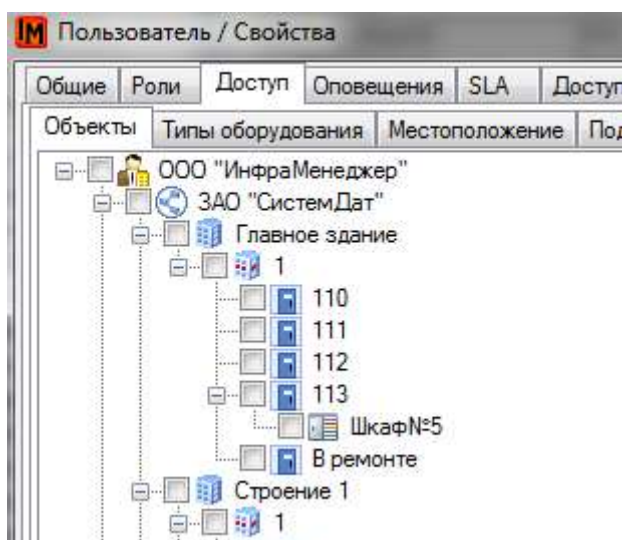 IM Пользователь / Свойства
Общие Роли Доступ Оповещения SLA Доступ
Объекты Типы оборудования Местоположение Под
ООО "ИнфраМенеджер"
ЗАО "СистемДат"
Главное здание
1
110
111
112
113
Шкаф№5
В ремонте
Строение 1
1